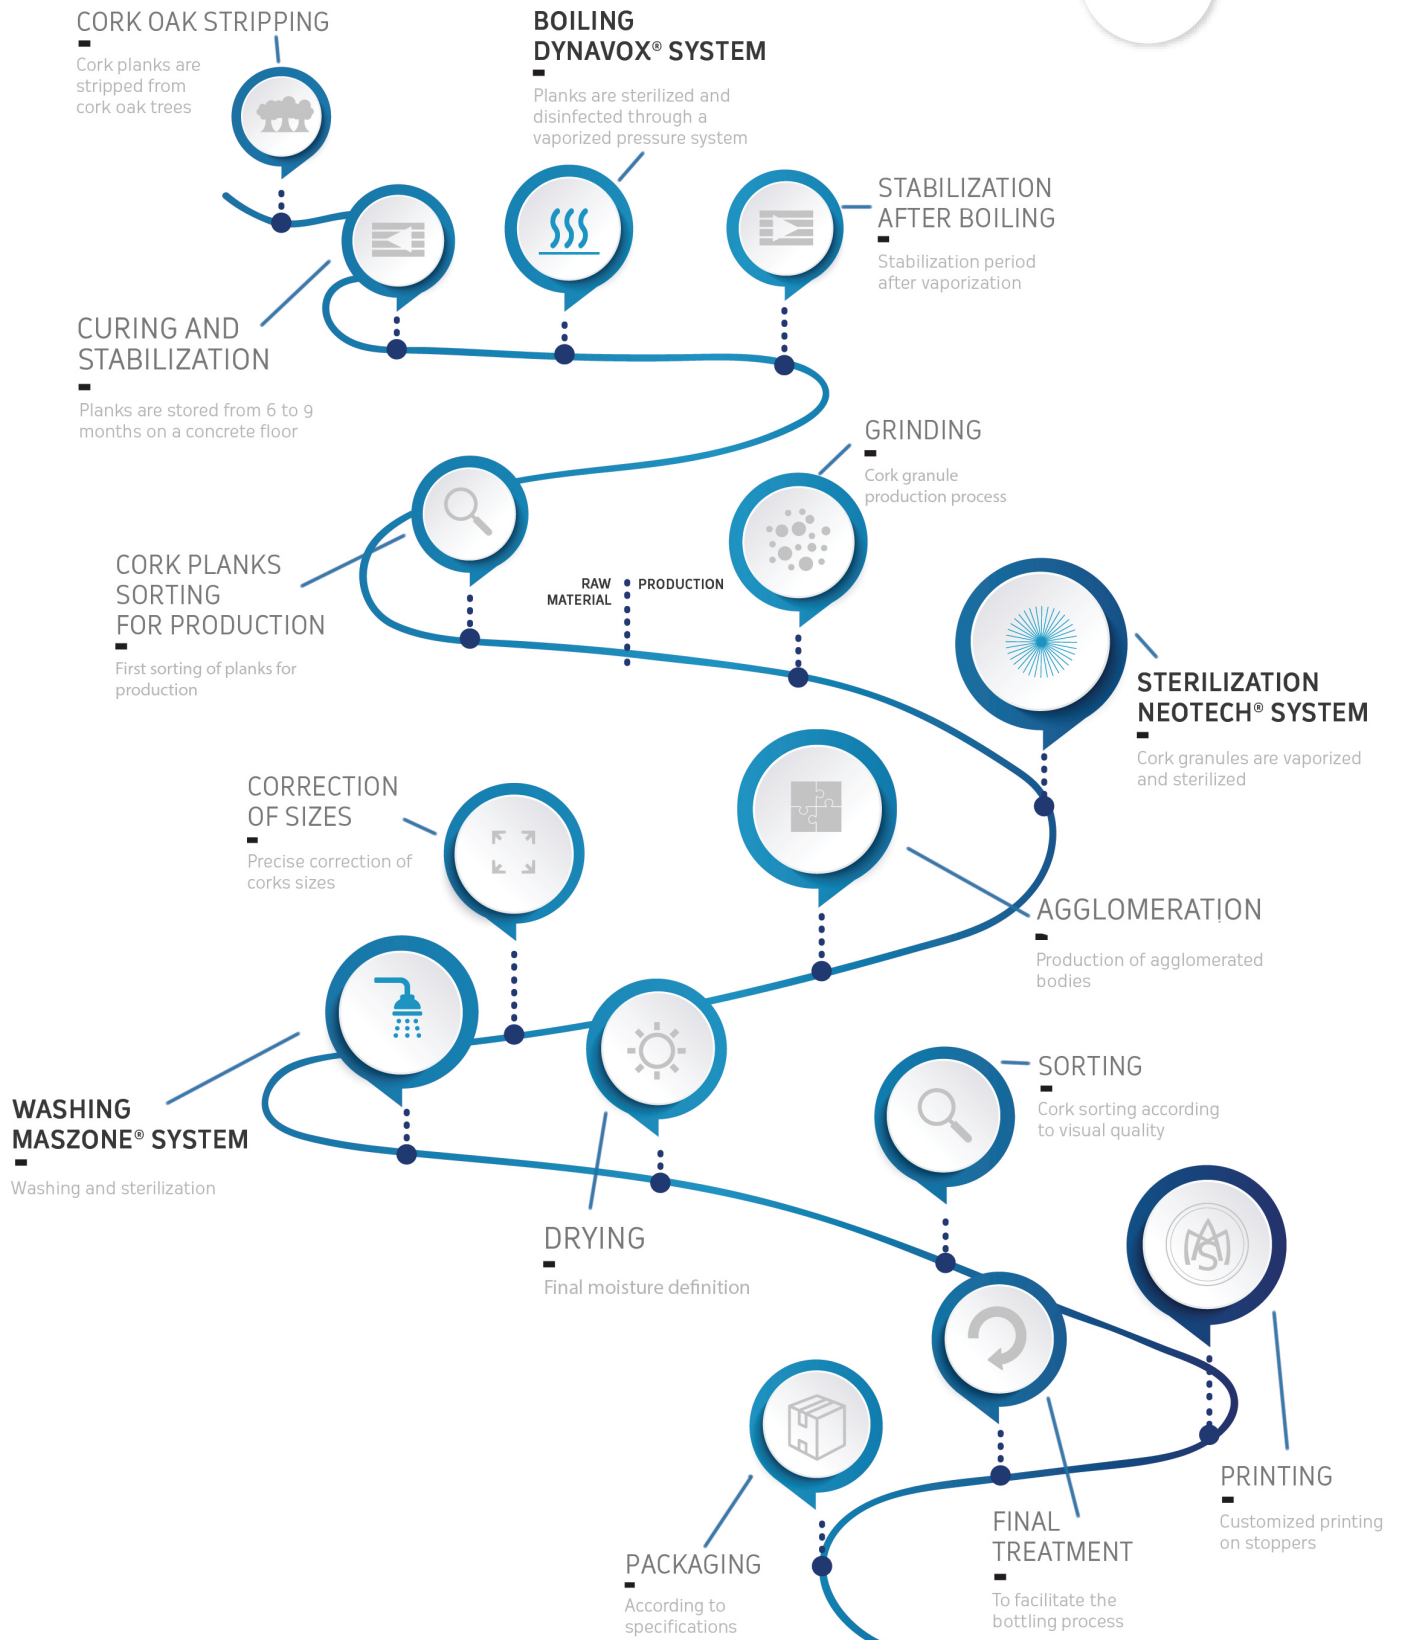 CORK OAK STRIPPING
Cork planks are
stripped from
cork oak trees
BOILING
DYNAVOX® SYSTEM
Planks are sterilized and
disinfected through a
vaporized pressure system
STABILIZATION
AFTER BOILING
Stabilization period
after vaporization
CURING AND
STABILIZATION
Planks are stored from 6 to 9
months on a concrete floor
GRINDING
Cork granule
production process
CORK PLANKS
SORTING
FOR PRODUCTION
First sorting of planks for
production
RAW
MATERIAL
PRODUCTION
STERILIZATION
NEOTECH® SYSTEM
Cork granules are vaporized
and sterilized
CORRECTION
OF SIZES
Precise correction of
corks sizes
AGGLOMERATION
Production of agglomerated
bodies
WASHING
MASZONE® SYSTEM
Washing and sterilization
SORTING
Cork sorting according
to visual quality
DRYING
Final moisture definition
PRINTING
Customized printing
on stoppers
FINAL
TREATMENT
To facilitate the
bottling process
PACKAGING
According to
specifications